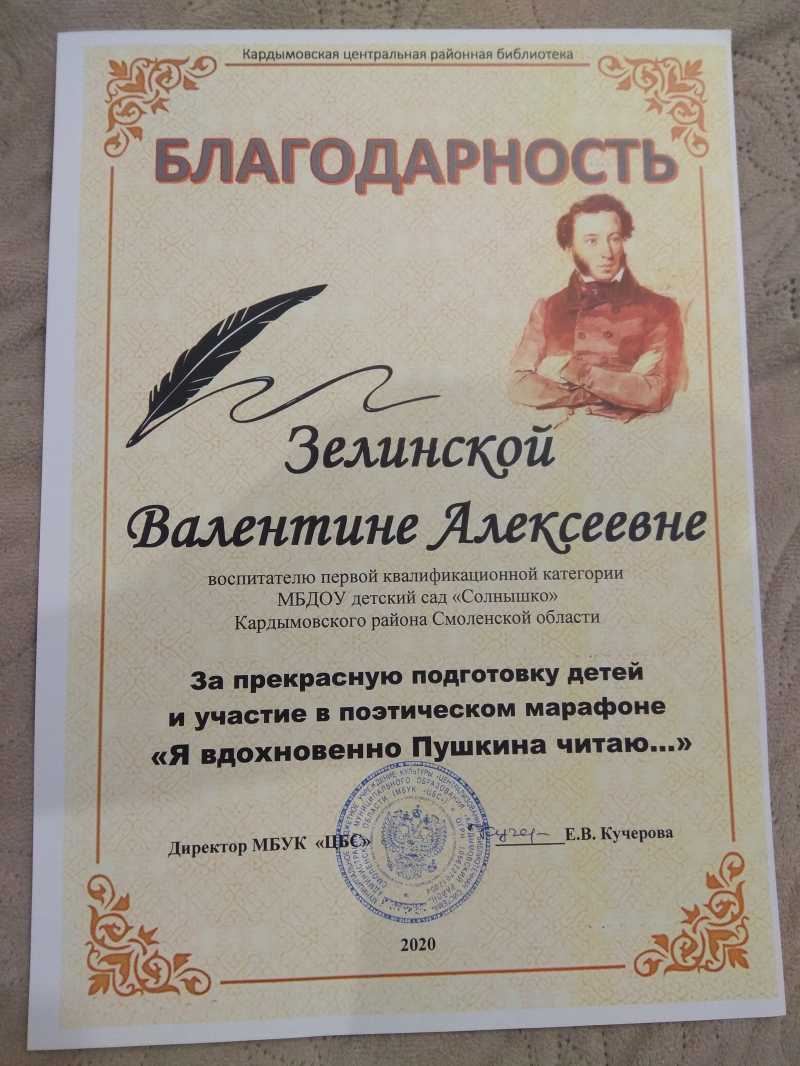 Кардымовская центральная районная библиотека
БЛАГОДАРНОСТЬ
Зелинской
Валентине Алексеевне
воспитателю первой квалификационной категории
МБДОУ детский сад «Солнышко»
Кардымовского района Смоленской области
За прекрасную подготовку детей
и участие в поэтическом марафоне
«Я вдохновенно Пушкина читаю...»
Директор МБУК «ЦБС» Е.В. Кучерова
2020